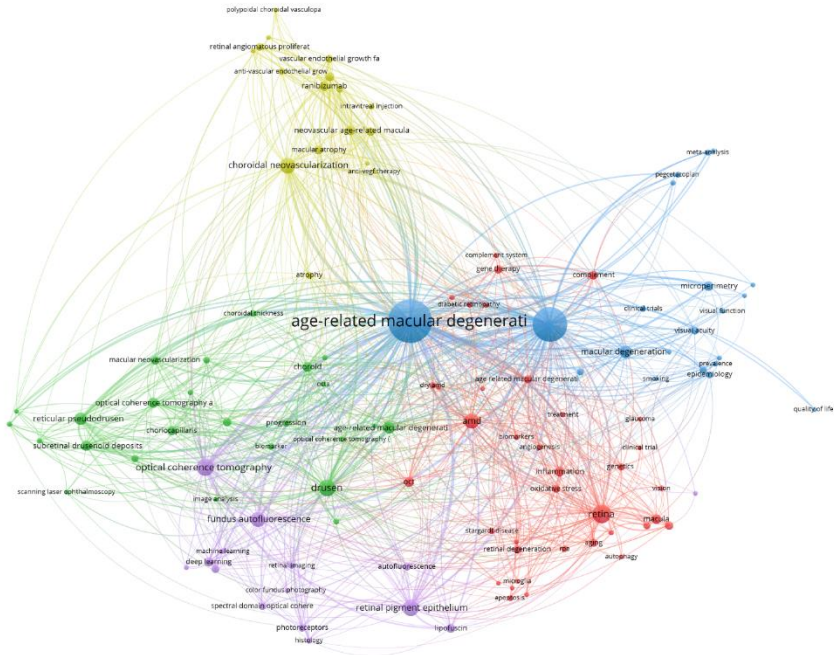 polypoidal choroidal vasculopa
retinal angiomatous proliferat
vascular endothelial growth fa
anti-vascular endothelial grow
ranibizumab
intravitreal injection
neovascular age-related macula
macular atrophy
choroidal neovascularization
anti-vegf therapy
meta-analysis
pegcetacoplan
complement system
gene therapy
complement
atrophy
microperimetry
diabetic retinopathy
choroidal thickness
clinical trials
visual function
age-related macular degenerati
visual acuity
macular neovascularization
macular degeneration
choroid
prevalence
epidemiology
smoking
age related macular degenerati
octa
dry amd
optical coherence tomography a
quality of life
reticular pseudodrusen
progression
treatment
glaucoma
amd
choriocapillaris
age-related macular degenerati
optical coherence tomography (
biomarkers
angiogenesis
subretinal drusenoid deposits
biomarker
clinical trial
optical coherence tomography
inflammation
genetics
oct
oxidative stress
vision
scanning laser ophthalmoscopy
drusen
image analysis
retina
macula
fundus autofluorescence
stargardt disease
aging
retinal degeneration
rpe
autophagy
machine learning
deep learning
retinal imaging
autofluorescence
microglia
color fundus photography
apoptosis
spectral domain optical cohere
retinal pigment epithelium
photoreceptors
lipofuscin
histology